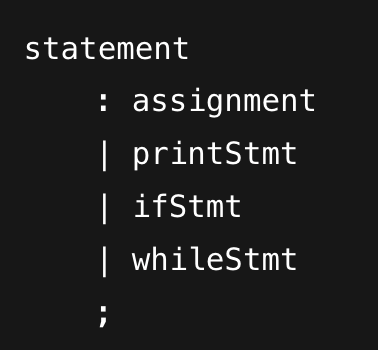 statement
    : assignment
    | printStmt
    | ifStmt
    | whileStmt
    ;